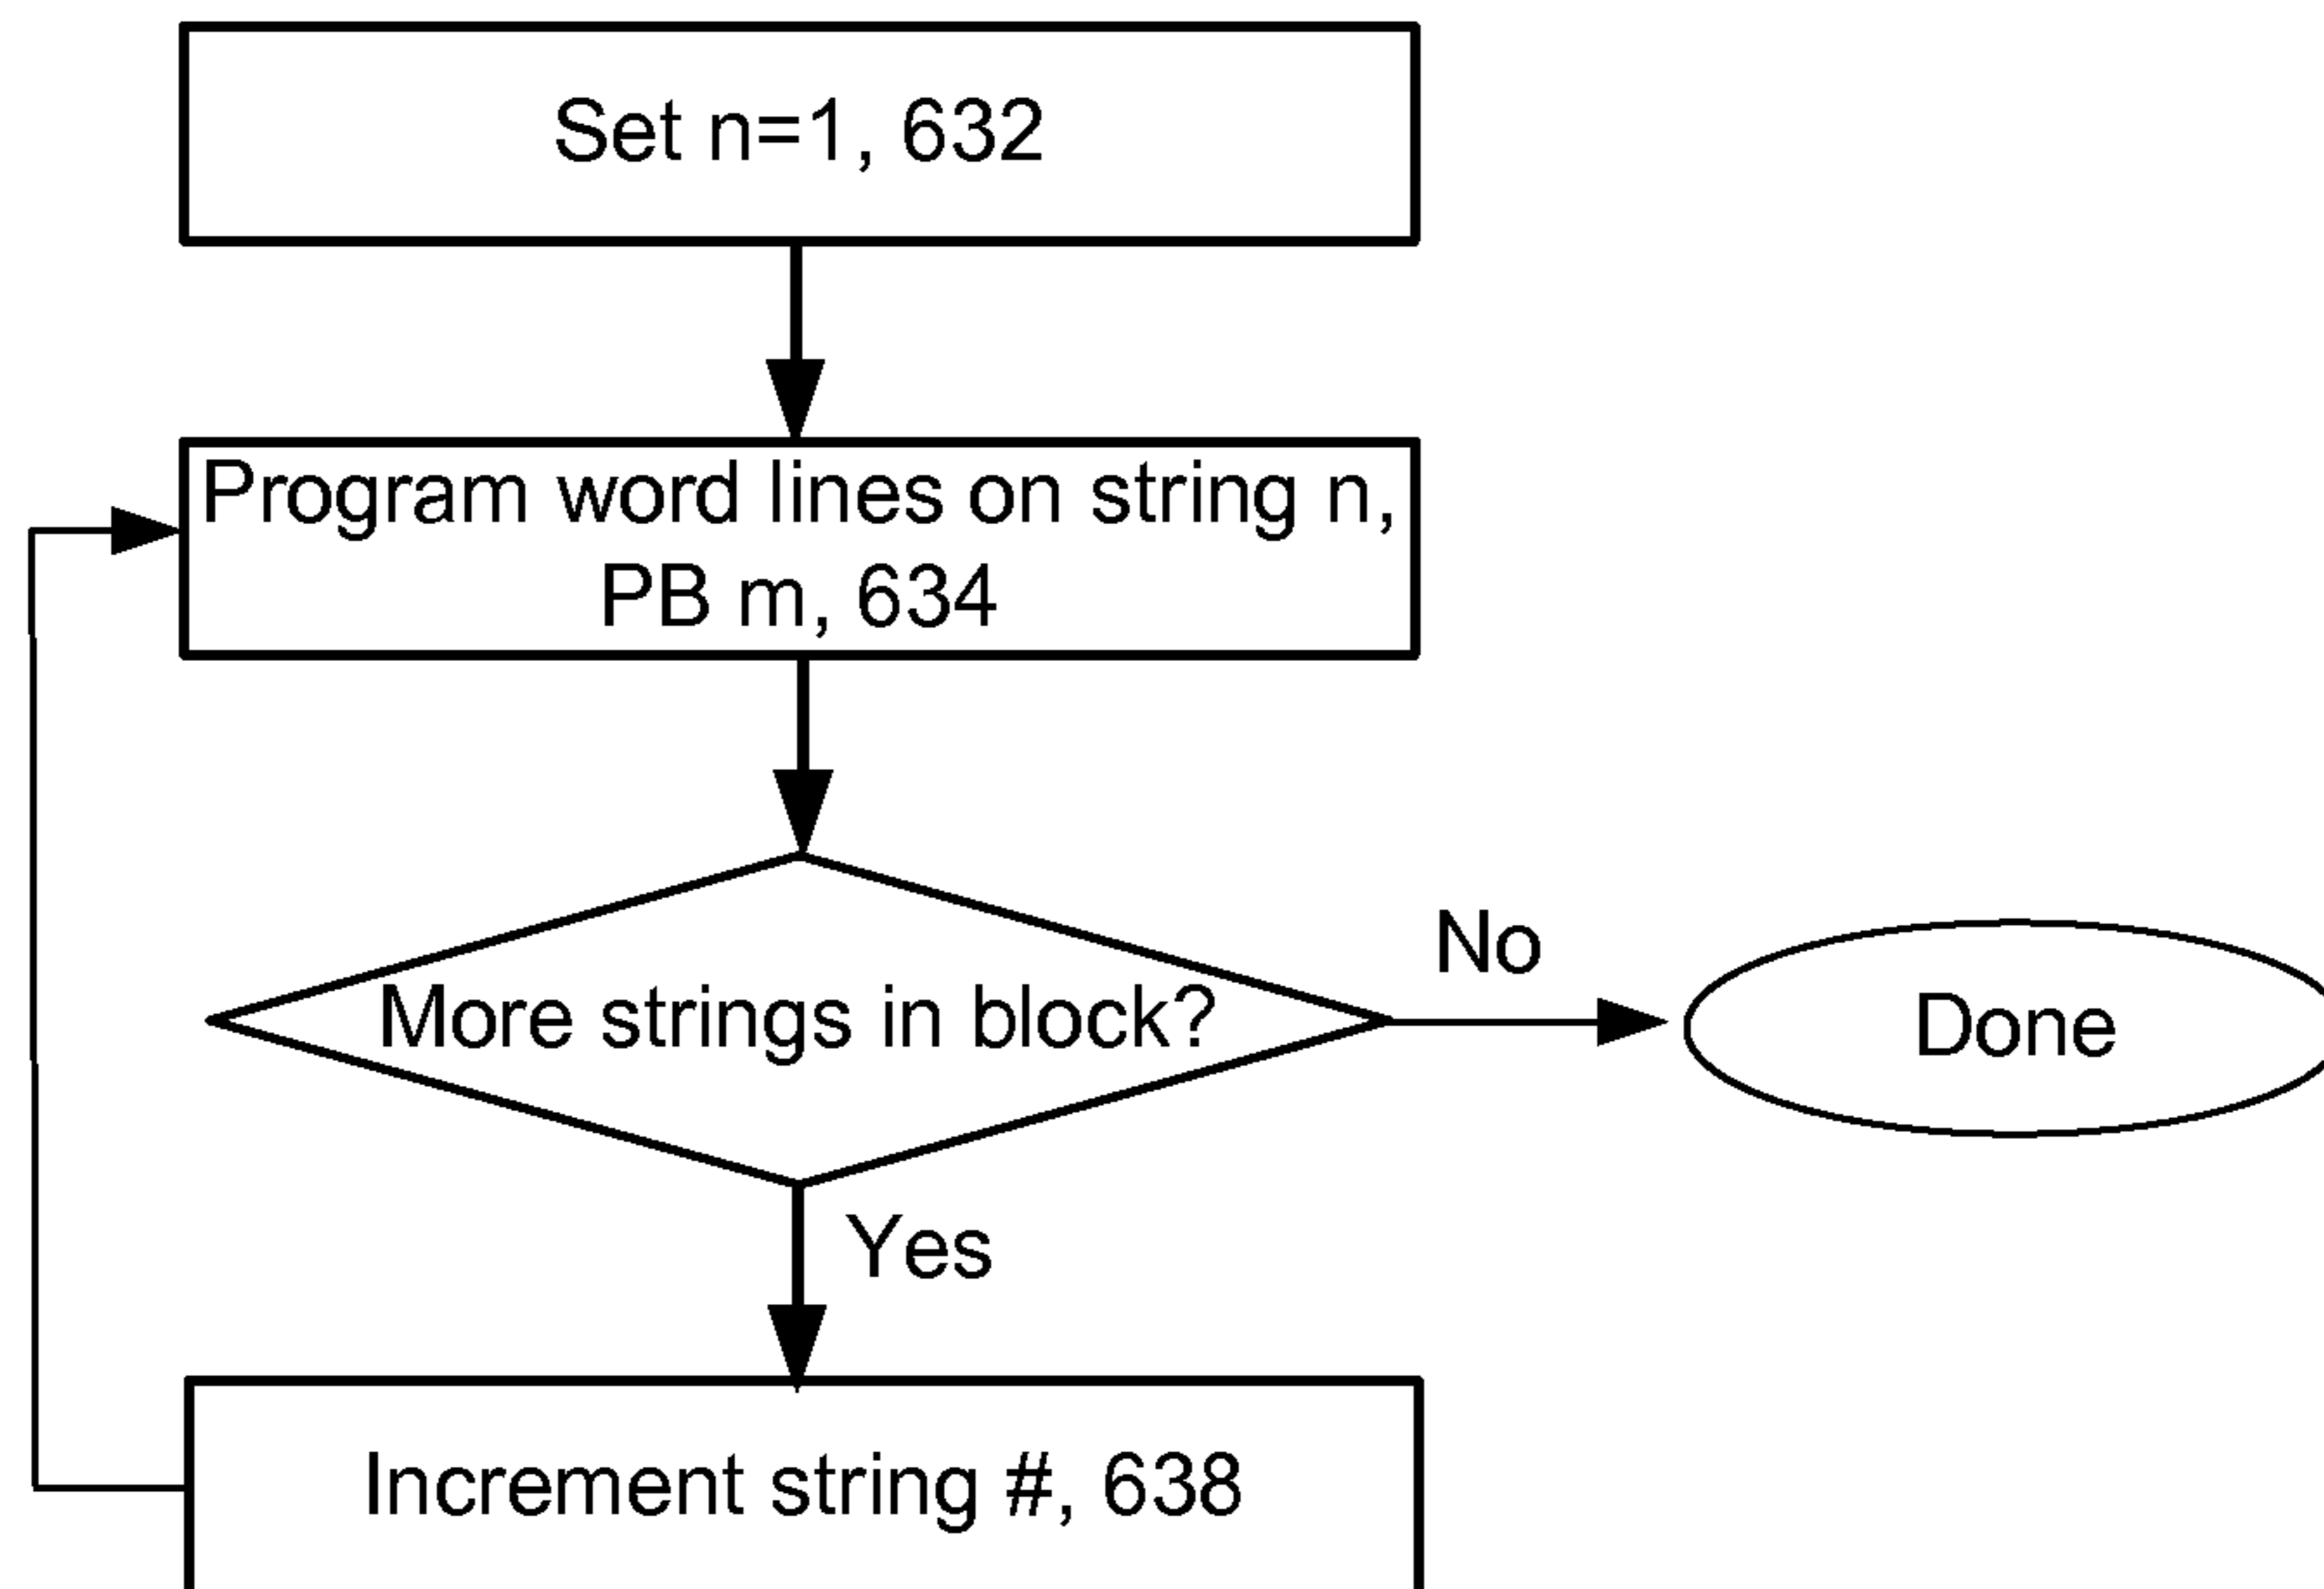 Set n=1, 632
Program word lines on string n,
PB m, 634
More strings in block?
No
Done
Yes
Increment string #, 638